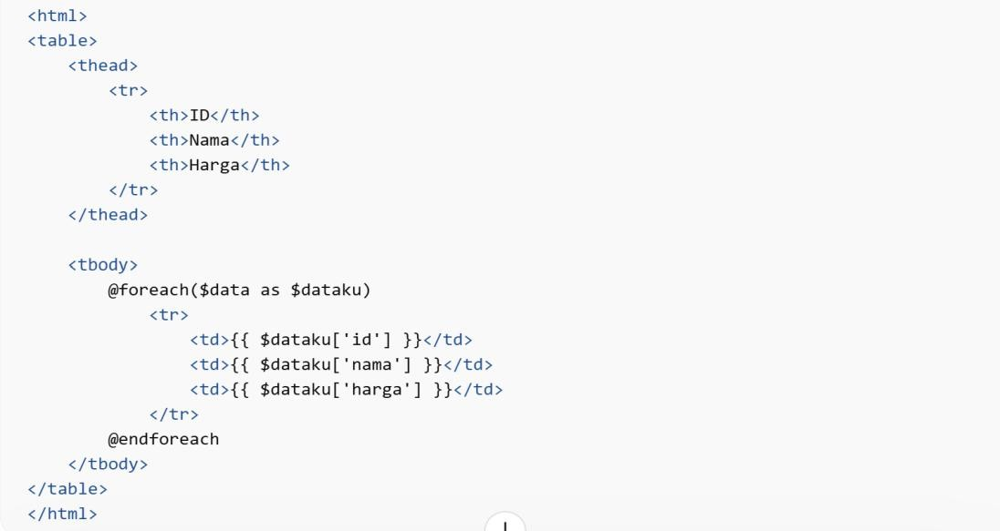 <html>
<table>
    <thead>
        <tr>
            <th>ID</th>
            <th>Nama</th>
            <th>Harga</th>
        </tr>
    </thead>

    <tbody>
        @foreach($data as $dataku)
            <tr>
                <td>{{ $dataku['id'] }}</td>
                <td>{{ $dataku['nama'] }}</td>
                <td>{{ $dataku['harga'] }}</td>
            </tr>
        @endforeach
    </tbody>
</table>
</html>